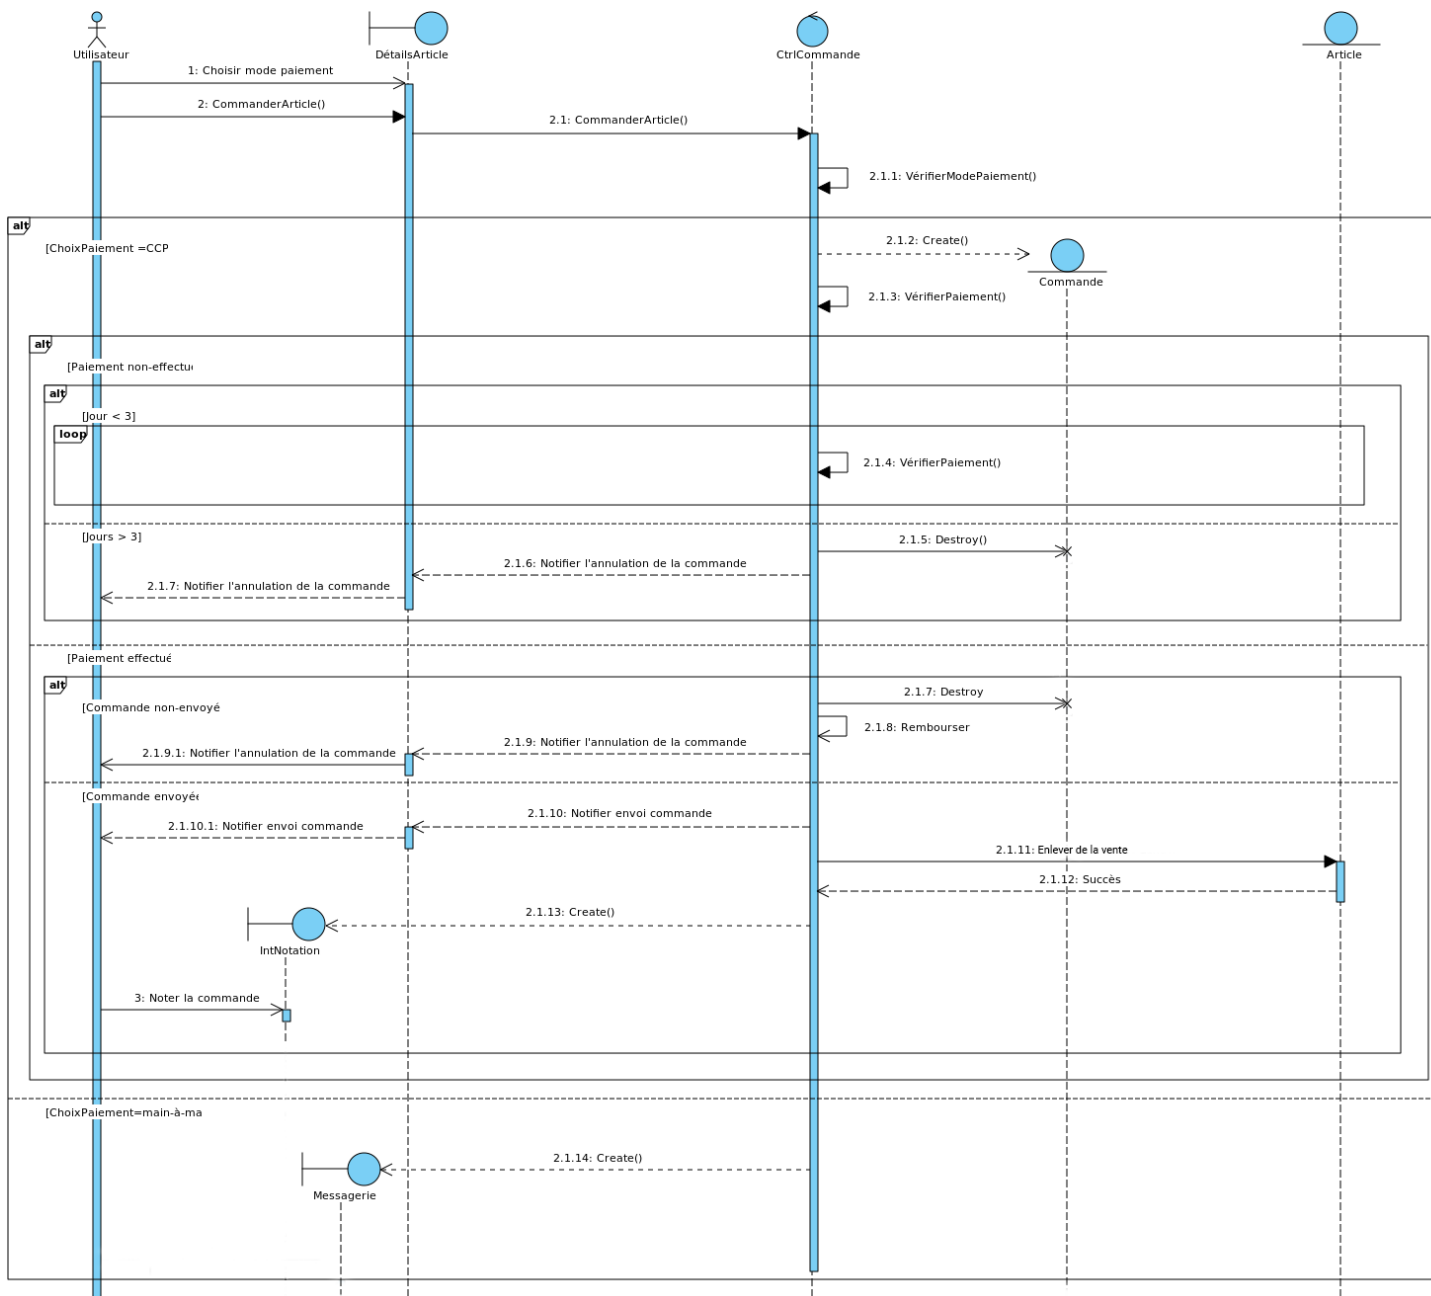 Utilisateur
DétailsArticle
CtrlCommande
Article
1: Choisir mode paiement
2: CommanderArticle()
2.1: CommanderArticle()
2.1.1: VérifierModePaiement()
alt
[ChoixPaiement =CCP
2.1.2: Create()
Commande
2.1.3: VérifierPaiement()
alt
[Paiement non-effectu
alt
[Jour < 3]
loop
2.1.4: VérifierPaiement()
[Jours > 3]
2.1.5: Destroy()
2.1.6: Notifier l'annulation de la commande
2.1.7: Notifier l'annulation de la commande
[Paiement effectué
alt
2.1.7: Destroy
[Commande non-envoyé
2.1.8: Rembourser
2.1.9: Notifier l'annulation de la commande
2.1.9.1: Notifier l'annulation de la commande
[Commande envoyée
2.1.10: Notifier envoi commande
2.1.10.1: Notifier envoi commande
2.1.11: Enlever de la vente
2.1.12: Succès
2.1.13: Create()
IntNotation
3: Noter la commande
[ChoixPaiement=main-à-ma
2.1.14: Create()
Messagerie